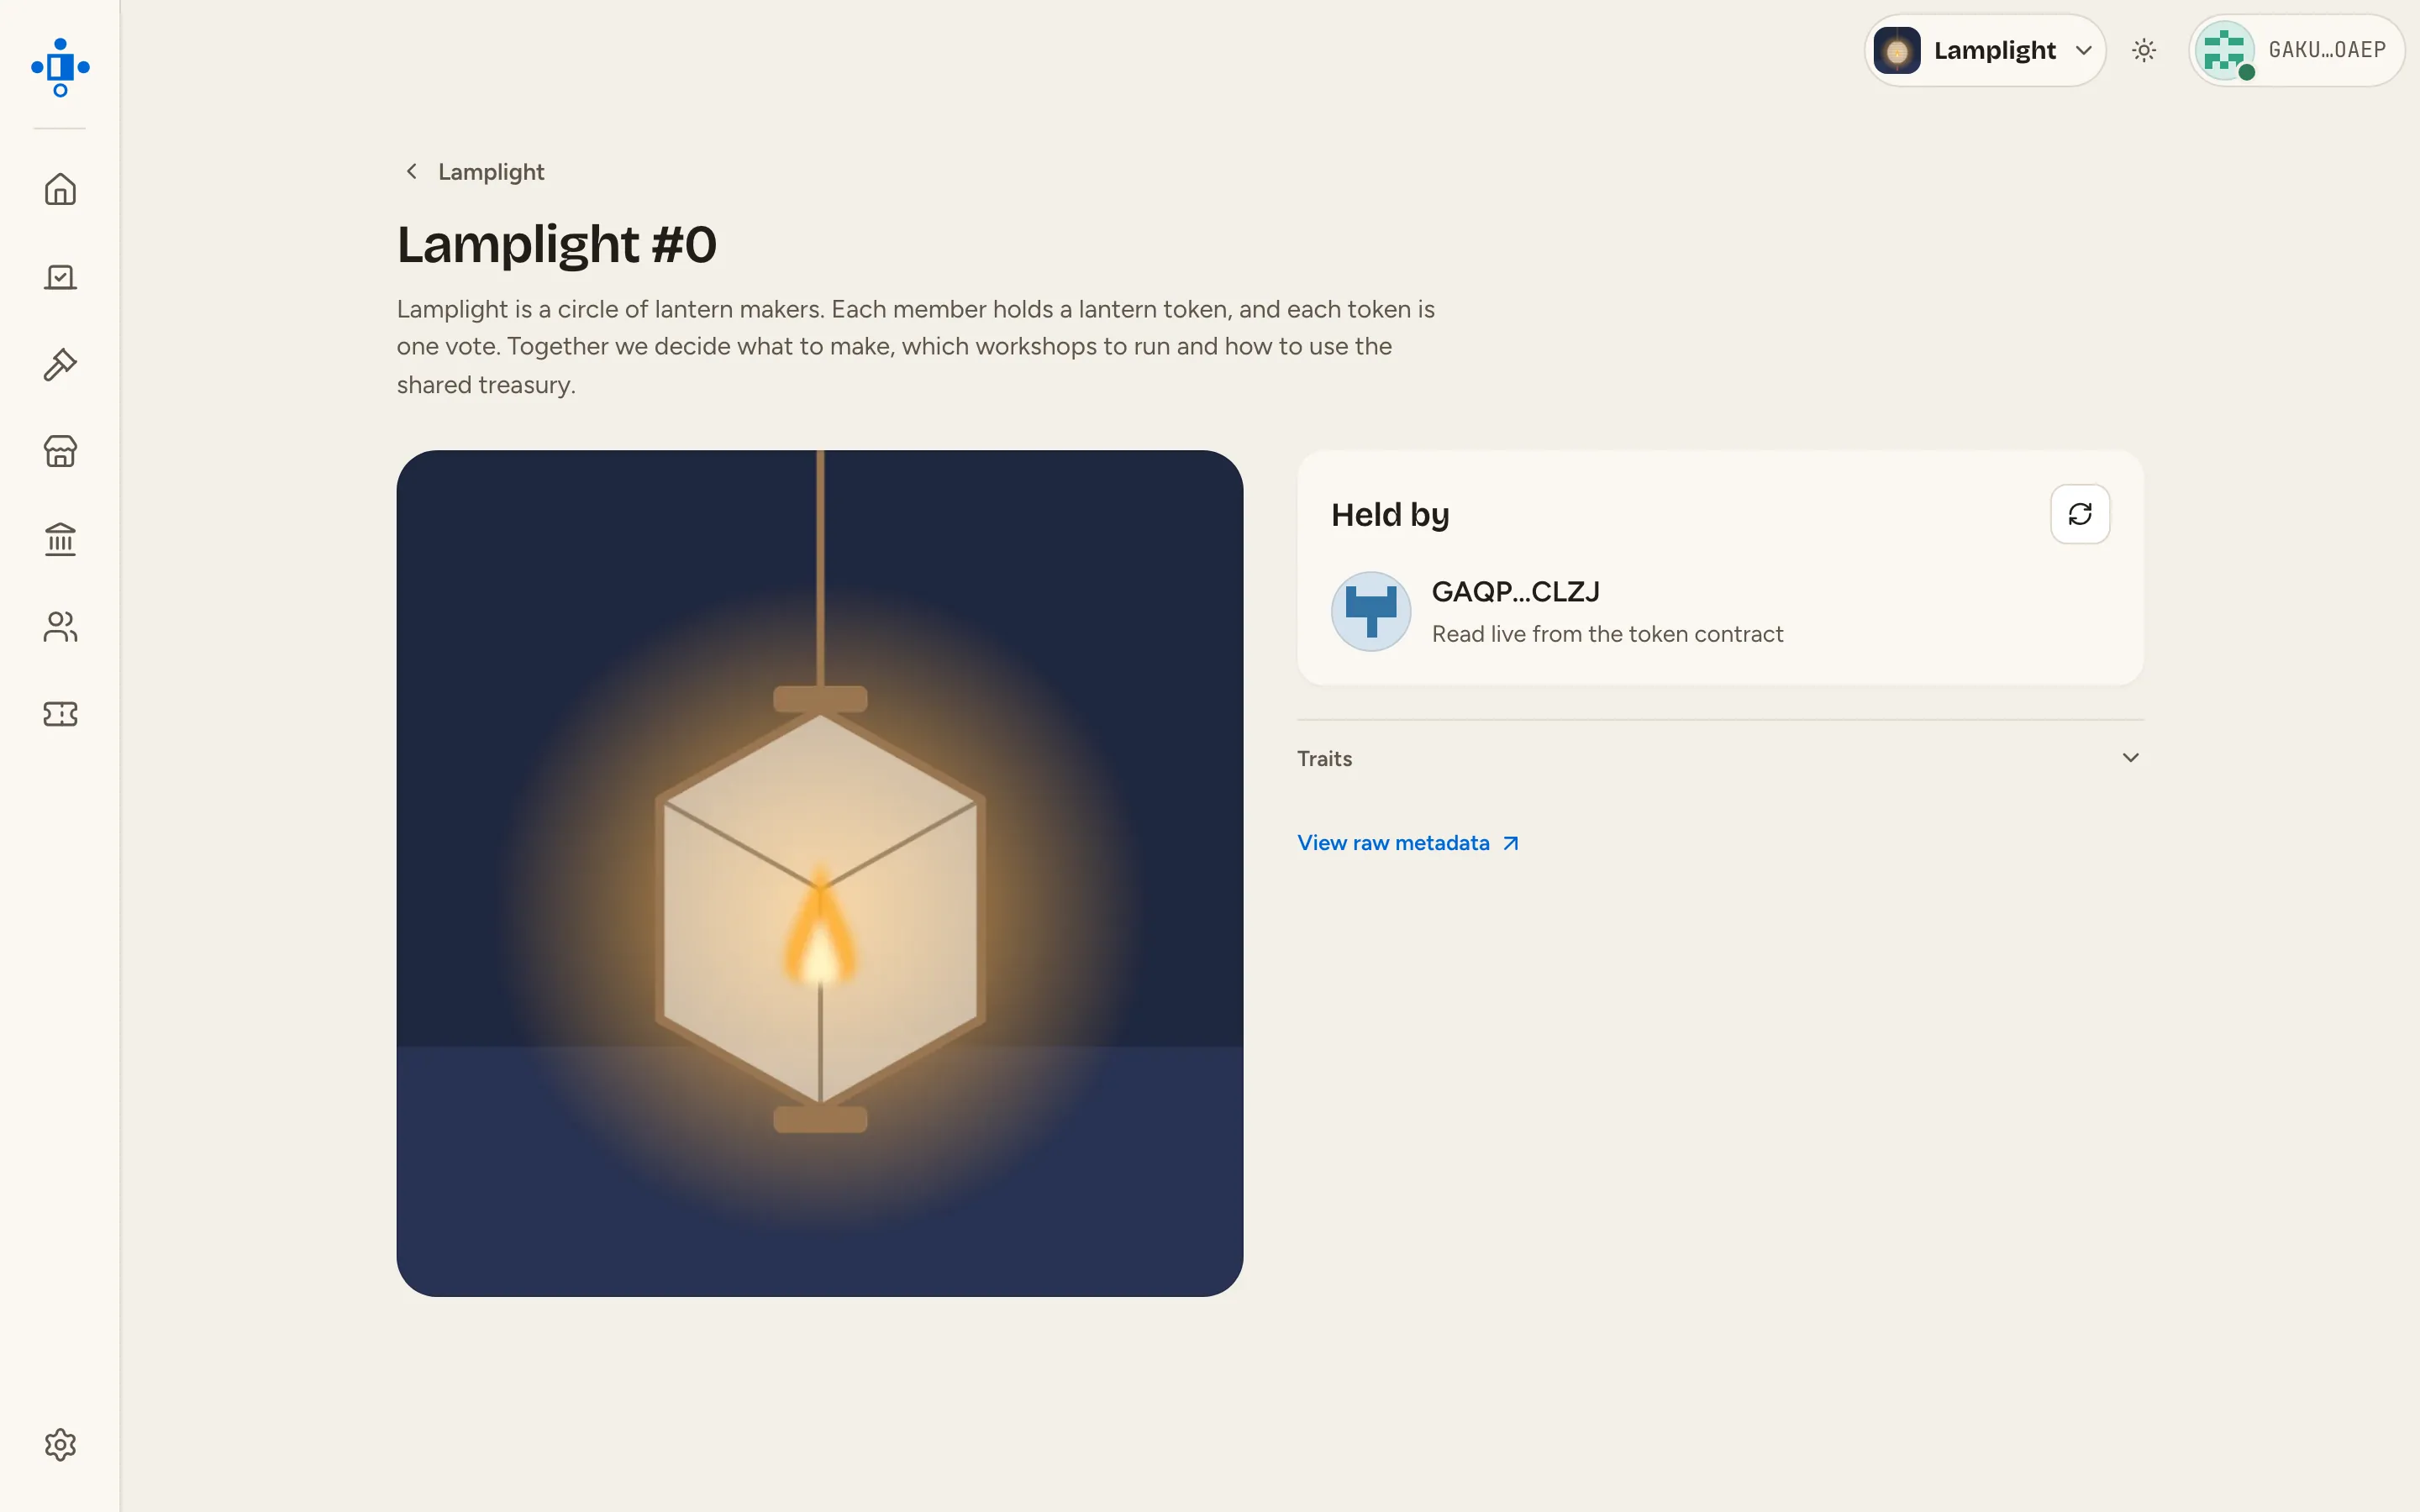 Lamplight
GAKU...OAEP
Lamplight
Lamplight #0
Lamplight is a circle of lantern makers. Each member holds a lantern token, and each token is
one vote. Together we decide what to make, which workshops to run and how to use the
shared treasury.
Held by
GAQP...CLZJ
Read live from the token contract
Traits
View raw metadata